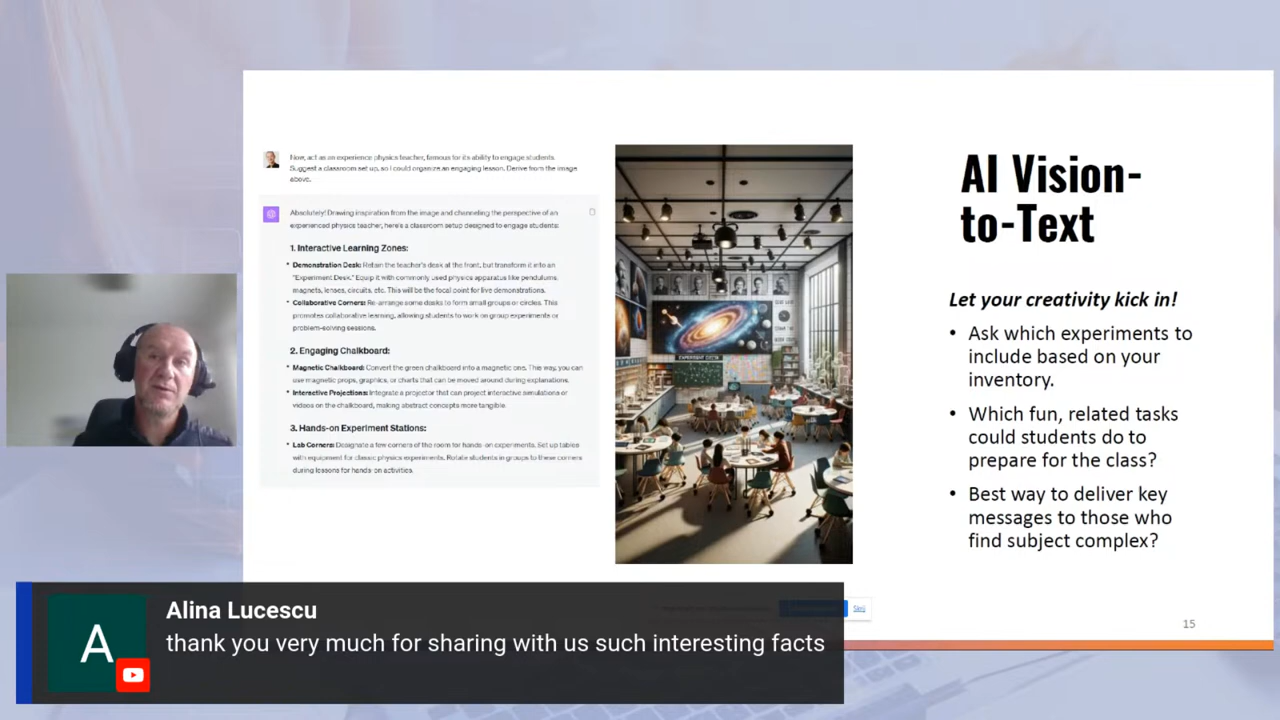 Now, act as an experience physics teacher, famous for its ability to engage students.
Suggest a classroom set up, so I could organize an engaging lesson. Derive from the image
above.
Absolutely! Drawing inspiration from the image and channeling the perspective of an
experienced physics teacher, here's a classroom setup designed to engage students:
1. Interactive Learning Zones:
• Demonstration Desk: Retain the teacher's desk at the front, but transform it into an
"Experiment Desk." Equip it with commonly used physics apparatus like pendulums,
magnets, lenses, circuits, etc. This will be the focal point for live demonstrations.
• Collaborative Corners: Re-arrange some desks to form small groups or circles. This
promotes collaborative learning, allowing students to work on group experiments or
problem-solving sessions.
2. Engaging Chalkboard:
• Magnetic Chalkboard: Convert the green chalkboard into a magnetic one. This way, you can
use magnetic props, graphics, or charts that can be moved around during explanations.
• Interactive Projections: Integrate a projector that can project interactive simulations or
videos on the chalkboard, making abstract concepts more tangible.
3. Hands-on Experiment Stations:
• Lab Corners: Designate a few corners of the room for hands-on experiments. Set up tables
with equipment for classic physics experiments. Rotate students in groups to these corners
during lessons for hands-on activities.
AI Vision-
to-Text
Let your creativity kick in!
• Ask which experiments to
include based on your
inventory.
• Which fun, related tasks
could students do to
prepare for the class?
• Best way to deliver key
messages to those who
find subject complex?
15
A
Alina Lucescu
thank you very much for sharing with us such interesting facts